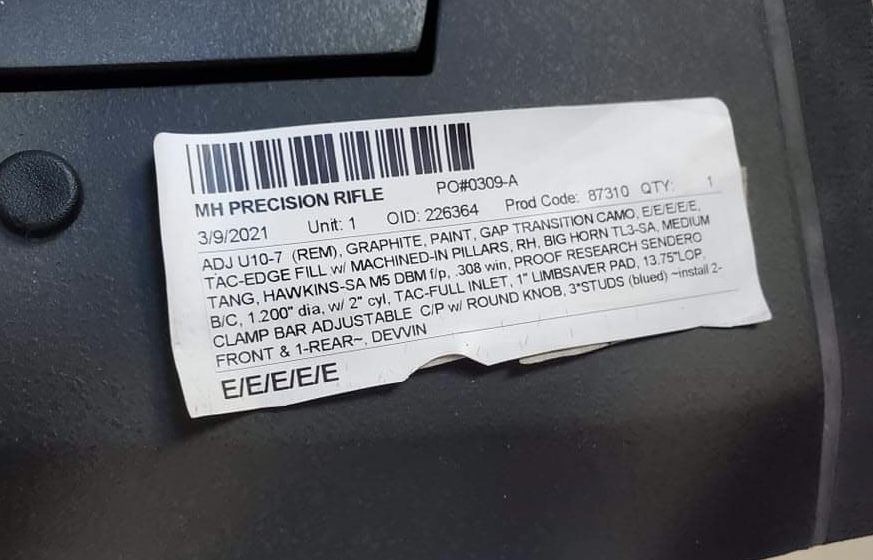 MH PRECISION RIFLE PO#0309-A
3/9/2021 Unit: 1 OID: 226364 Prod Code: 87310 QTY: 1
ADJ U10-7 (REM), GRAPHITE, PAINT, GAP TRANSITION CAMO, E/E/E/E/E,
TAC-EDGE FILL w/ MACHINED-IN PILLARS, RH, BIG HORN TL3-SA, MEDIUM
TANG, HAWKINS-SA M5 DBM f/p, .308 win, PROOF RESEARCH SENDERO
B/C, 1.200" dia, w/ 2" cyl, TAC-FULL INLET, 1" LIMBSAVER PAD, 13.75"LOP,
CLAMP BAR ADJUSTABLE C/P w/ ROUND KNOB, 3*STUDS (blued) ~install 2-
FRONT & 1-REAR~, DEVVIN
E/E/E/E/E